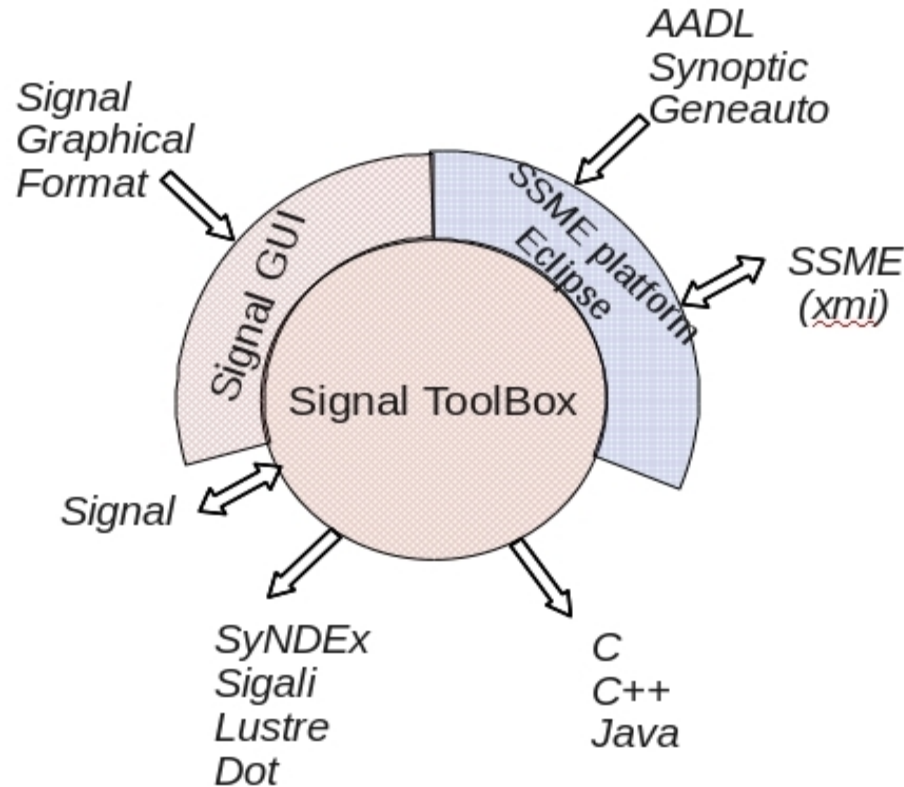 AADL
Synoptic
Geneauto
Signal
Graphical
Format
Signal GUI
SSME platform
Eclipse
SSME
(xmi)
Signal ToolBox
Signal
SyNDEx
Sigali
Lustre
Dot
C
C++
Java